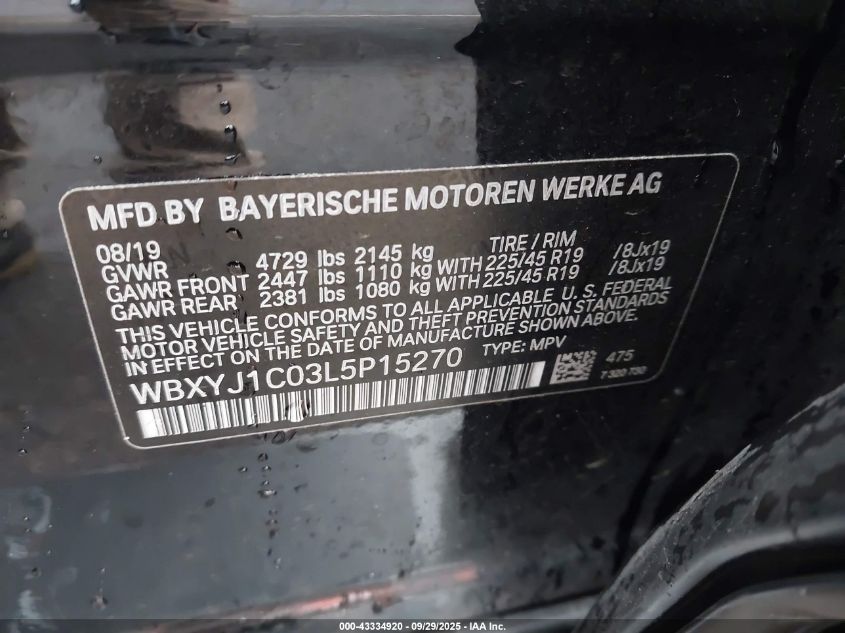 MFD BY BAYERISCHE MOTOREN WERKE AG
08/19 TIRE / RIM
GVWR 4729 lbs 2145 kg
GAWR FRONT 2447 lbs 1110 kg WITH 225/45 R19 /8Jx19
GAWR REAR 2381 lbs 1080 kg WITH 225/45 R19 /8Jx19
THIS VEHICLE CONFORMS TO ALL APPLICABLE U. S. FEDERAL
MOTOR VEHICLE SAFETY AND THEFT PREVENTION STANDARDS
IN EFFECT ON THE DATE OF MANUFACTURE SHOWN ABOVE.
WBXYJ1C03L5P15270 TYPE: MPV
475
7 320 730
000-43334920 - 09/29/2025 - IAA Inc.